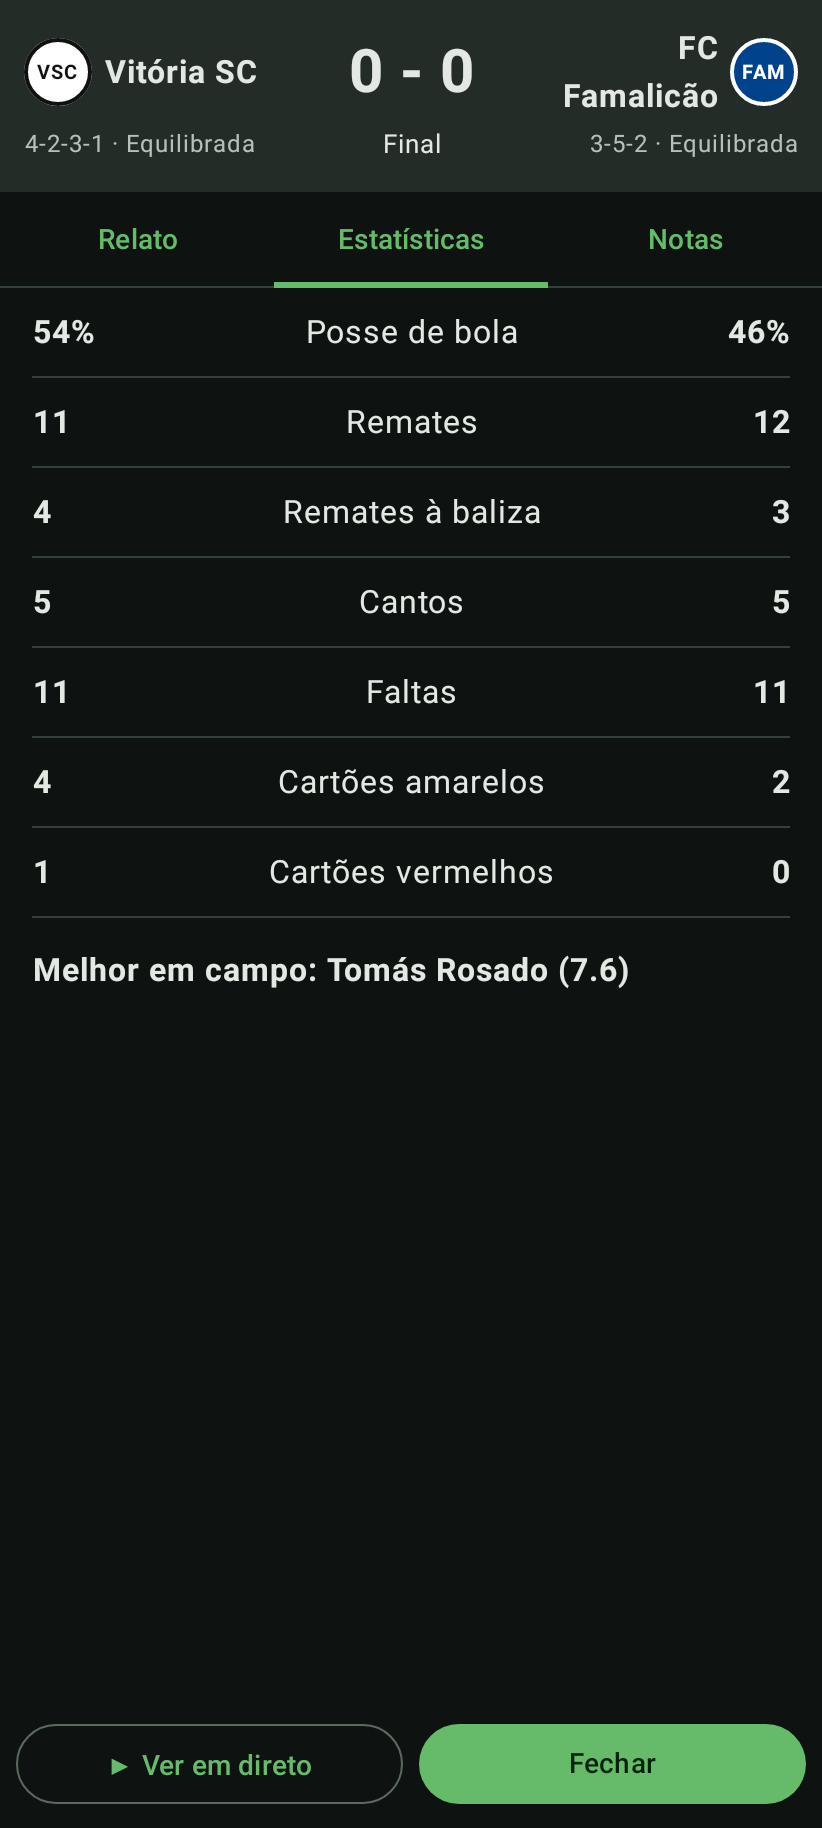 VSC Vitória SC 0 - 0 FC Famalicão FAM
4-2-3-1 · Equilibrada Final 3-5-2 · Equilibrada
Relato Estatísticas Notas
54% Posse de bola 46%
11 Remates 12
4 Remates à baliza 3
5 Cantos 5
11 Faltas 11
4 Cartões amarelos 2
1 Cartões vermelhos 0
Melhor em campo: Tomás Rosado (7.6)
► Ver em direto Fechar